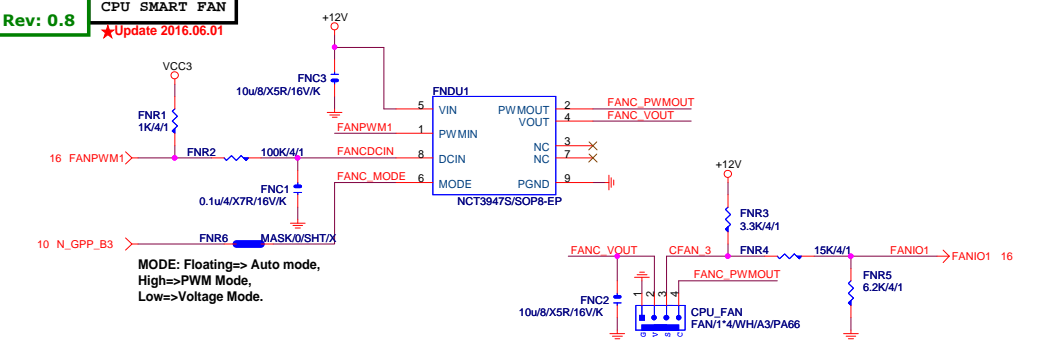 CPU SMART FAN
Rev: 0.8
★Update 2016.06.01
+12V
VCC3
FNC3
10u/8/X5R/16V/K
FNDU1
5 VIN
PWMOUT 2 FANC_PWMOUT
VOUT 4 FANC_VOUT
FNR1
1K/4/1
FANPWM1 1 PWMIN
NC 3
NC 7
16 FANPWM1
FNR2 100K/4/1
FANCDCIN 8 DCIN
FANC_MODE 6 MODE
PGND 9
FNC1
0.1u/4/X7R/16V/K
NCT3947S/SOP8-EP
10 N_GPP_B3
FNR6 MASK/0/SHT/X
MODE: Floating=> Auto mode,
High=>PWM Mode,
Low=>Voltage Mode.
+12V
FNR3
3.3K/4/1
FANC_VOUT
CFAN_3
FNR4 15K/4/1
FANIO1
FANIO1 16
FANC_PWMOUT
FNR5
6.2K/4/1
FNC2
10u/8/X5R/16V/K
1 2 3 4
G V S C
CPU_FAN
FAN/1*4/WH/A3/PA66